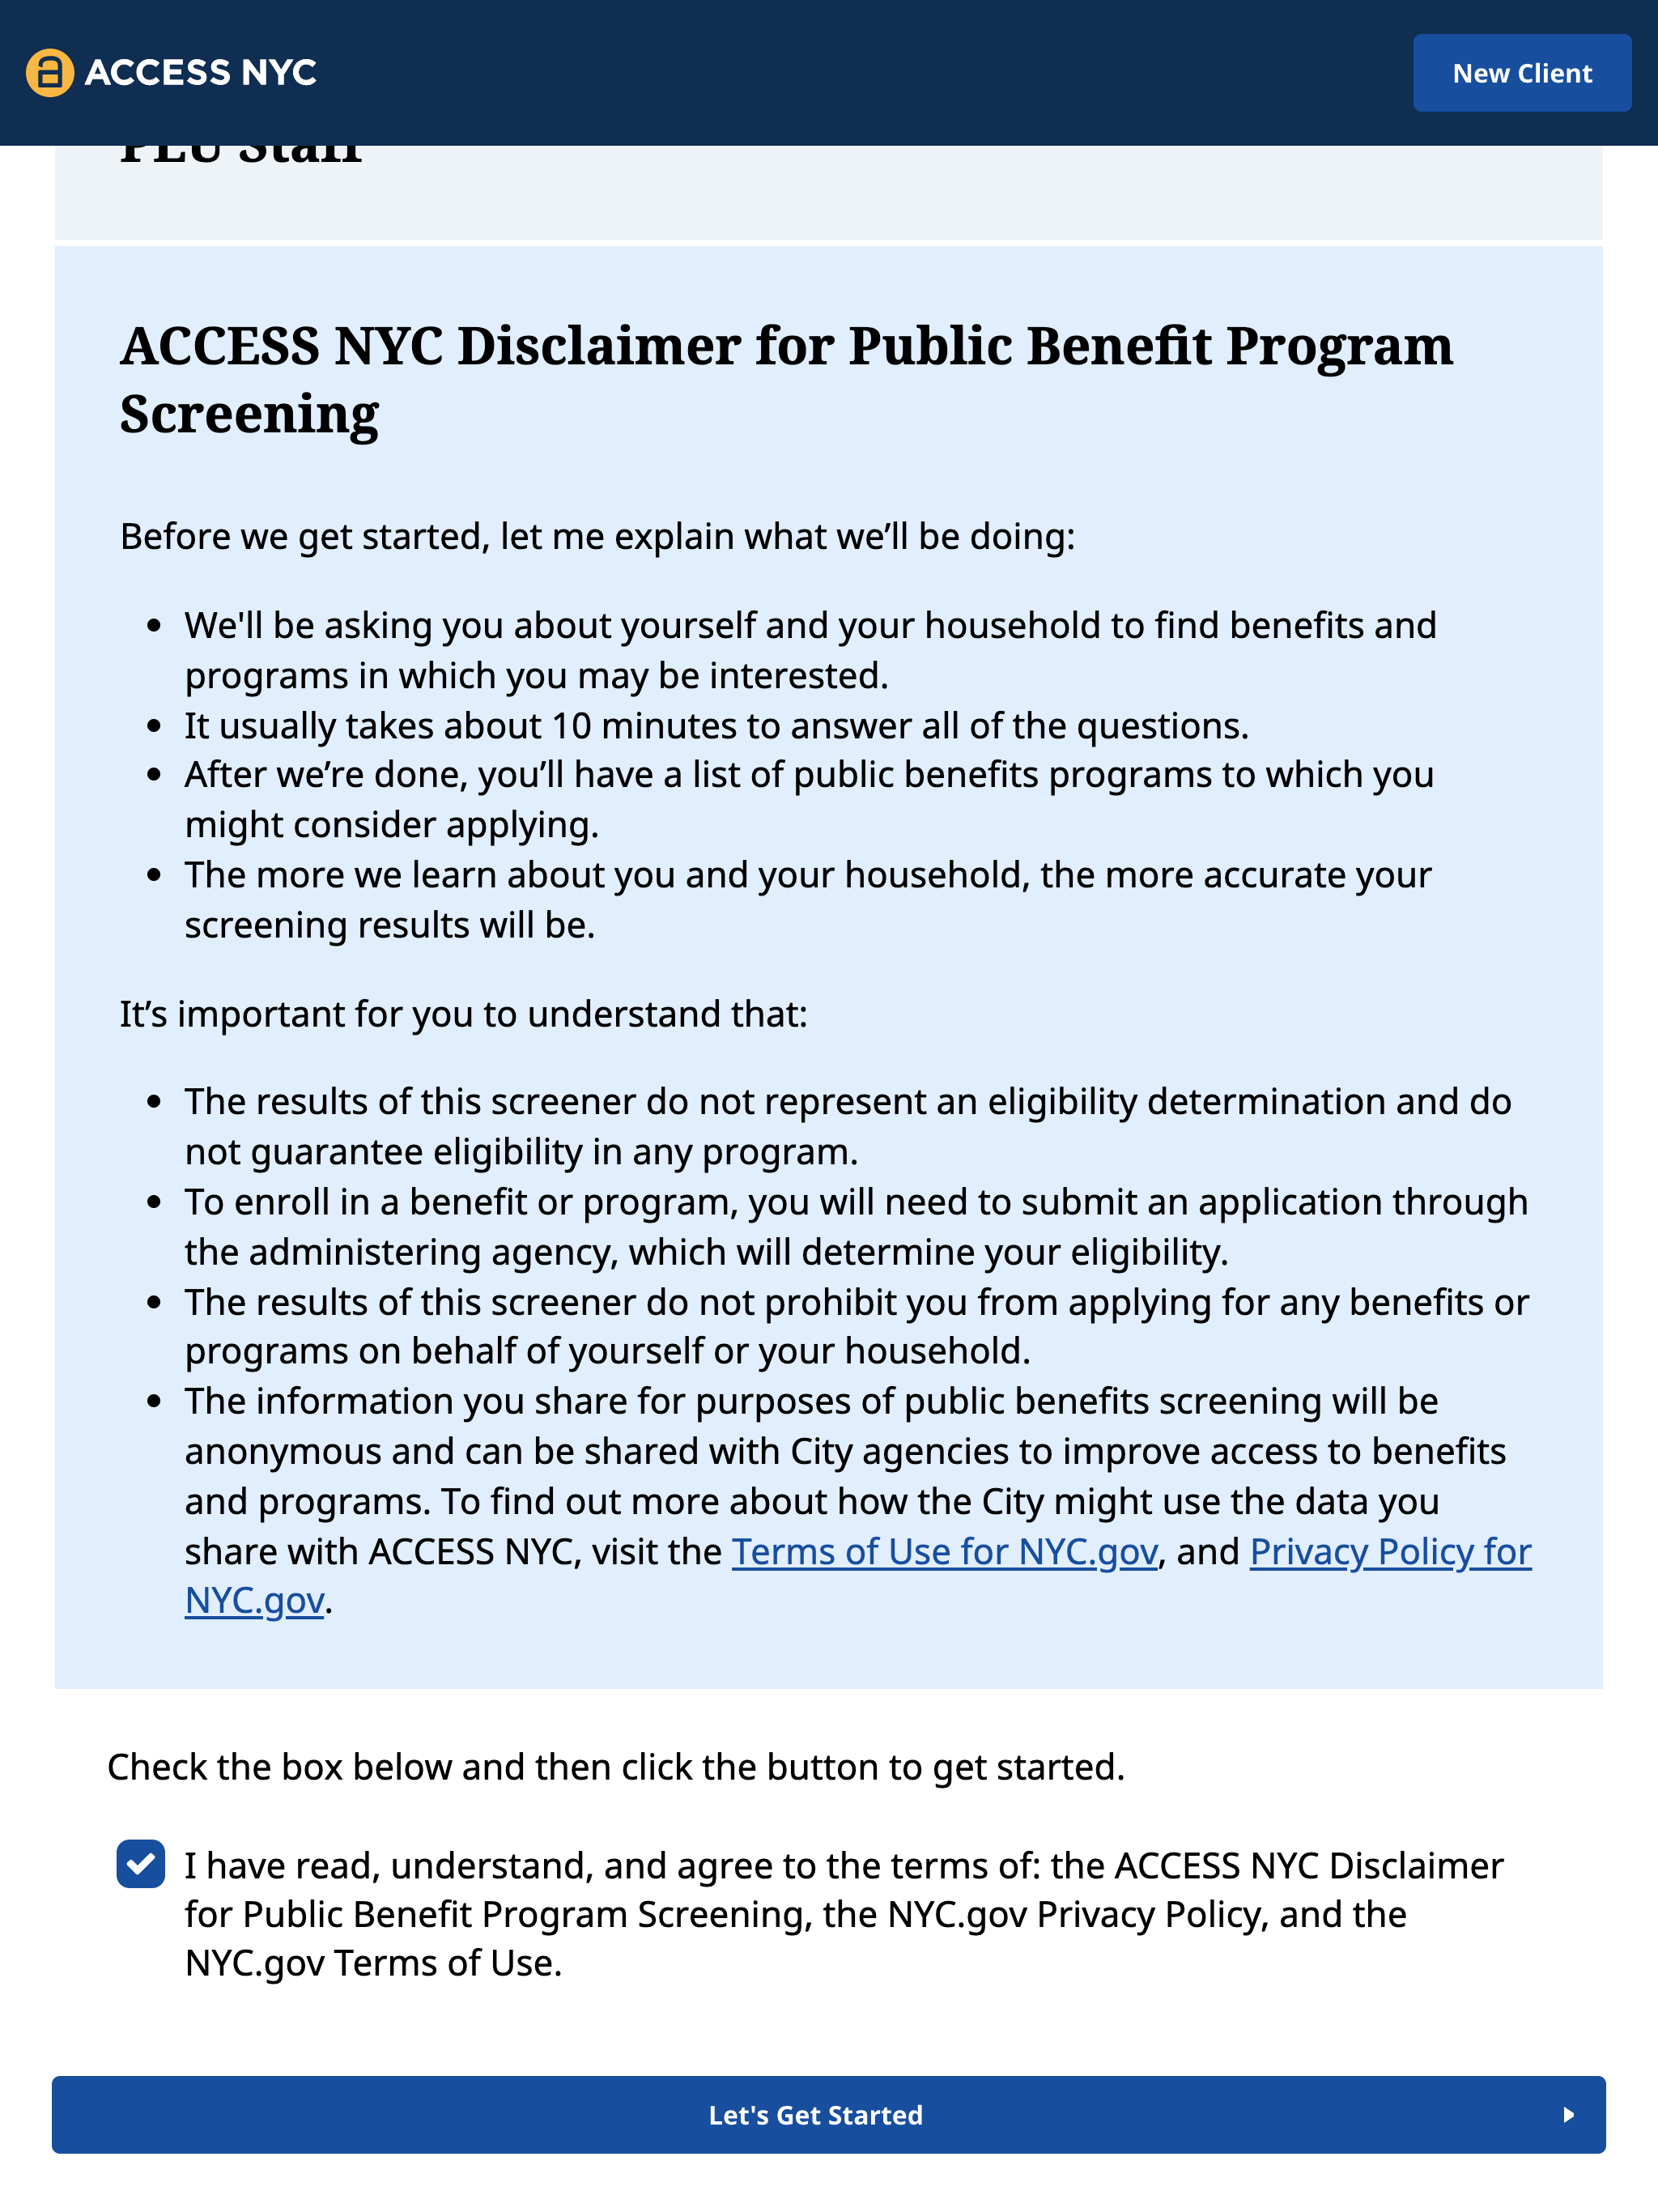 ACCESS NYC
New Client
PEU Staff
ACCESS NYC Disclaimer for Public Benefit Program
Screening
Before we get started, let me explain what we’ll be doing:
• We'll be asking you about yourself and your household to find benefits and
programs in which you may be interested.
• It usually takes about 10 minutes to answer all of the questions.
• After we’re done, you’ll have a list of public benefits programs to which you
might consider applying.
• The more we learn about you and your household, the more accurate your
screening results will be.
It’s important for you to understand that:
• The results of this screener do not represent an eligibility determination and do
not guarantee eligibility in any program.
• To enroll in a benefit or program, you will need to submit an application through
the administering agency, which will determine your eligibility.
• The results of this screener do not prohibit you from applying for any benefits or
programs on behalf of yourself or your household.
• The information you share for purposes of public benefits screening will be
anonymous and can be shared with City agencies to improve access to benefits
and programs. To find out more about how the City might use the data you
share with ACCESS NYC, visit the Terms of Use for NYC.gov, and Privacy Policy for
NYC.gov.
Check the box below and then click the button to get started.
I have read, understand, and agree to the terms of: the ACCESS NYC Disclaimer
for Public Benefit Program Screening, the NYC.gov Privacy Policy, and the
NYC.gov Terms of Use.
Let's Get Started